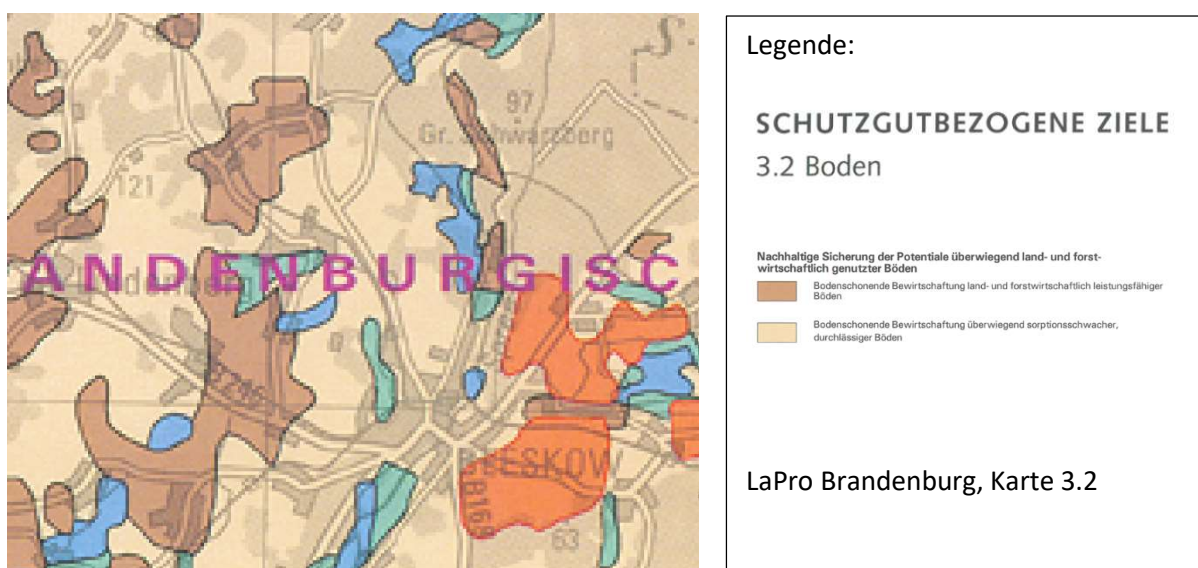 97
Gr. Schwarzberg
121
ANDENBURGISC
BEESKOW
B168
63
Legende:
SCHUTZGUTBEZOGENE ZIELE
3.2 Boden
Nachhaltige Sicherung der Potentiale überwiegend land- und forst-
wirtschaftlich genutzter Böden
Bodenschonende Bewirtschaftung land- und forstwirtschaftlich leistungsfähiger
Böden
Bodenschonende Bewirtschaftung überwiegend sorptionsschwacher,
durchlässiger Böden
LaPro Brandenburg, Karte 3.2